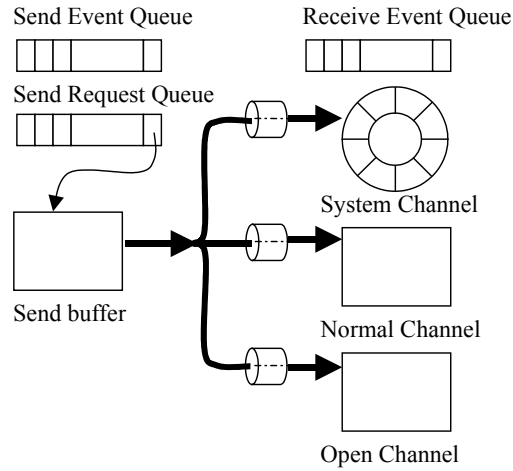 Send Event Queue
Receive Event Queue
Send Request Queue
System Channel
Send buffer
Normal Channel
Open Channel